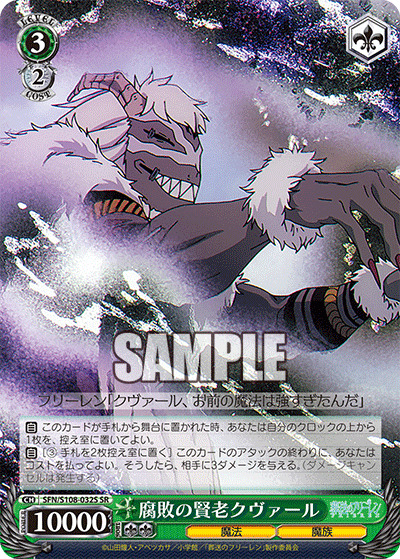 LEVEL
3
2
COST
SAMPLE
フリーレン「クヴァール、お前の魔法は強すぎたんだ」
自 このカードが手札から舞台に置かれた時、あなたは自分のクロックの上から
1枚を、控え室に置いてよい。
自 [③ 手札を2枚控室に置く] このカードのアタックの終わりに、あなたは
コストを払ってよい。そうしたら、相手に3ダメージを与える。(ダメージキャン
セルは発生する)
CH SFN/S108-032S SR
10000
腐敗の賢老クヴァール
魔法
魔族
©山田鐘人・アベツカサ/小学館/「葬送のフリーレン」製作委員会